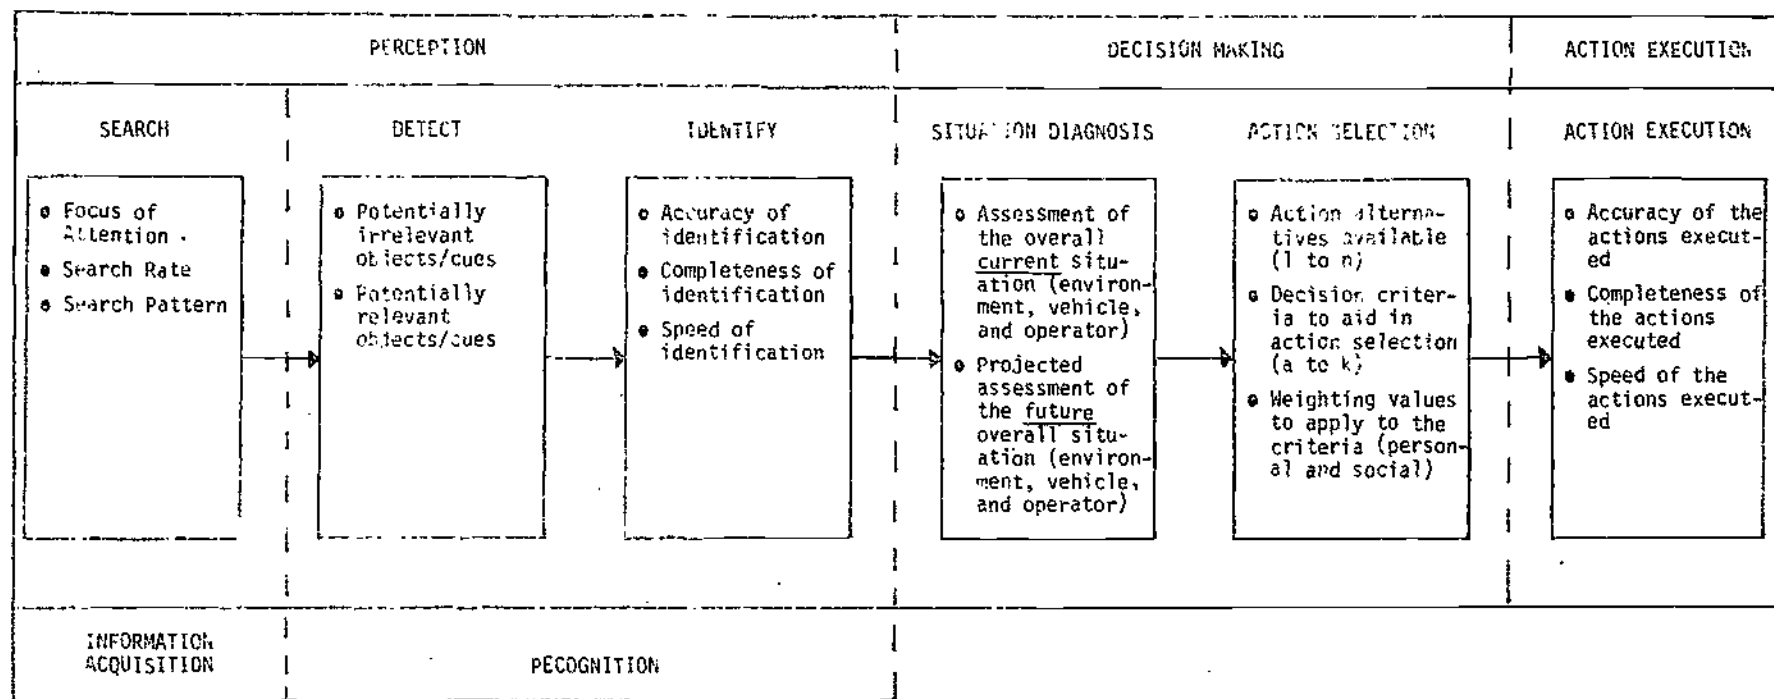 PERCEPTION
DECISION MAKING
ACTION EXECUTION
SEARCH
DETECT
IDENTIFY
SITUATION DIAGNOSIS
ACTION SELECTION
ACTION EXECUTION
• Focus of
Attention
• Search Rate
• Search Pattern
• Potentially
irrelevant
objects/cues
• Potentially
relevant
objects/cues
• Accuracy of
identification
• Completeness of
identification
• Speed of
identification
• Assessment of
the overall
current situ-
ation (environ-
ment, vehicle,
and operator)
• Projected
assessment of
the future
overall situ-
ation (environ-
ment, vehicle,
and operator)
• Action alterna-
tives available
(1 to n)
• Decision criter-
ia to aid in
action selection
(a to k)
• Weighting values
to apply to the
criteria (person-
al and social)
• Accuracy of the
actions execut-
ed
• Completeness of
the actions
executed
• Speed of the
actions execut-
ed
INFORMATION
ACQUISITION
RECOGNITION